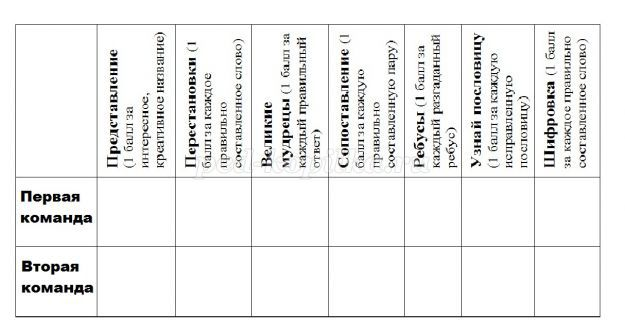 Представление
(1 балл за
интересное,
креативное название)
Перестановки (1
балл за каждое
правильно
составленное слово)
Великие
мудрецы (1 балл за
каждый правильный
ответ)
Сопоставление (1
балл за каждую
правильно
составленную пару)
Ребусы (1 балл за
каждый разгаданный
ребус)
Узнай пословицу
(1 балл за каждую
исправленную
пословицу)
Шифровка (1 балл
за каждое правильно
составленное слово)
Первая
команда
Вторая
команда